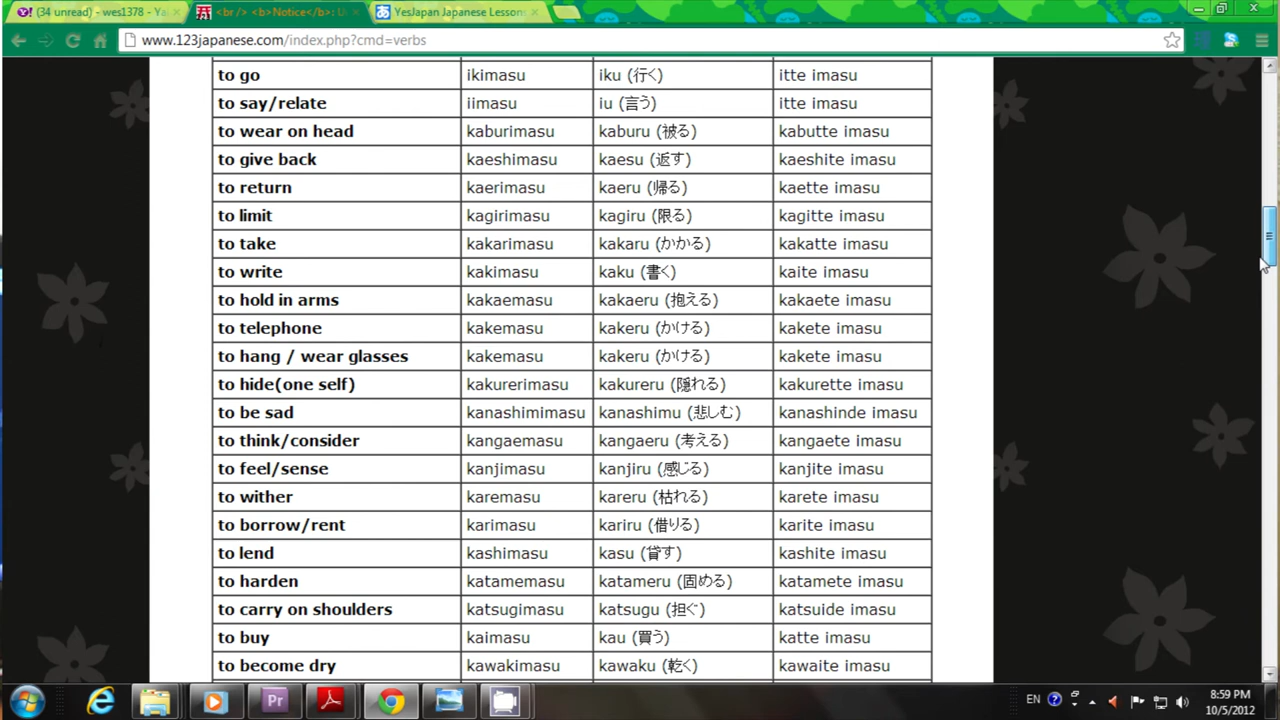 (34 unread) - wes1378 - Ya
<br /> <b>Notice</b>: U
YesJapan Japanese Lesson
www.123japanese.com/index.php?cmd=verbs
to go ikimasu iku (行く) itte imasu
to say/relate iimasu iu (言う) itte imasu
to wear on head kaburimasu kaburu (被る) kabutte imasu
to give back kaeshimasu kaesu (返す) kaeshite imasu
to return kaerimasu kaeru (帰る) kaette imasu
to limit kagirimasu kagiru (限る) kagitte imasu
to take kakarimasu kakaru (かかる) kakatte imasu
to write kakimasu kaku (書く) kaite imasu
to hold in arms kakaemasu kakaeru (抱える) kakaete imasu
to telephone kakemasu kakeru (かける) kakete imasu
to hang / wear glasses kakemasu kakeru (かける) kakete imasu
to hide(one self) kakurerimasu kakureru (隠れる) kakurette imasu
to be sad kanashimimasu kanashimu (悲しむ) kanashinde imasu
to think/consider kangaemasu kangaeru (考える) kangaete imasu
to feel/sense kanjimasu kanjiru (感じる) kanjite imasu
to wither karemasu kareru (枯れる) karete imasu
to borrow/rent karimasu kariru (借りる) karite imasu
to lend kashimasu kasu (貸す) kashite imasu
to harden katamemasu katameru (固める) katamete imasu
to carry on shoulders katsugimasu katsugu (担ぐ) katsuide imasu
to buy kaimasu kau (買う) katte imasu
to become dry kawakimasu kawaku (乾く) kawaite imasu
Pr
EN
8:59 PM
10/5/2012